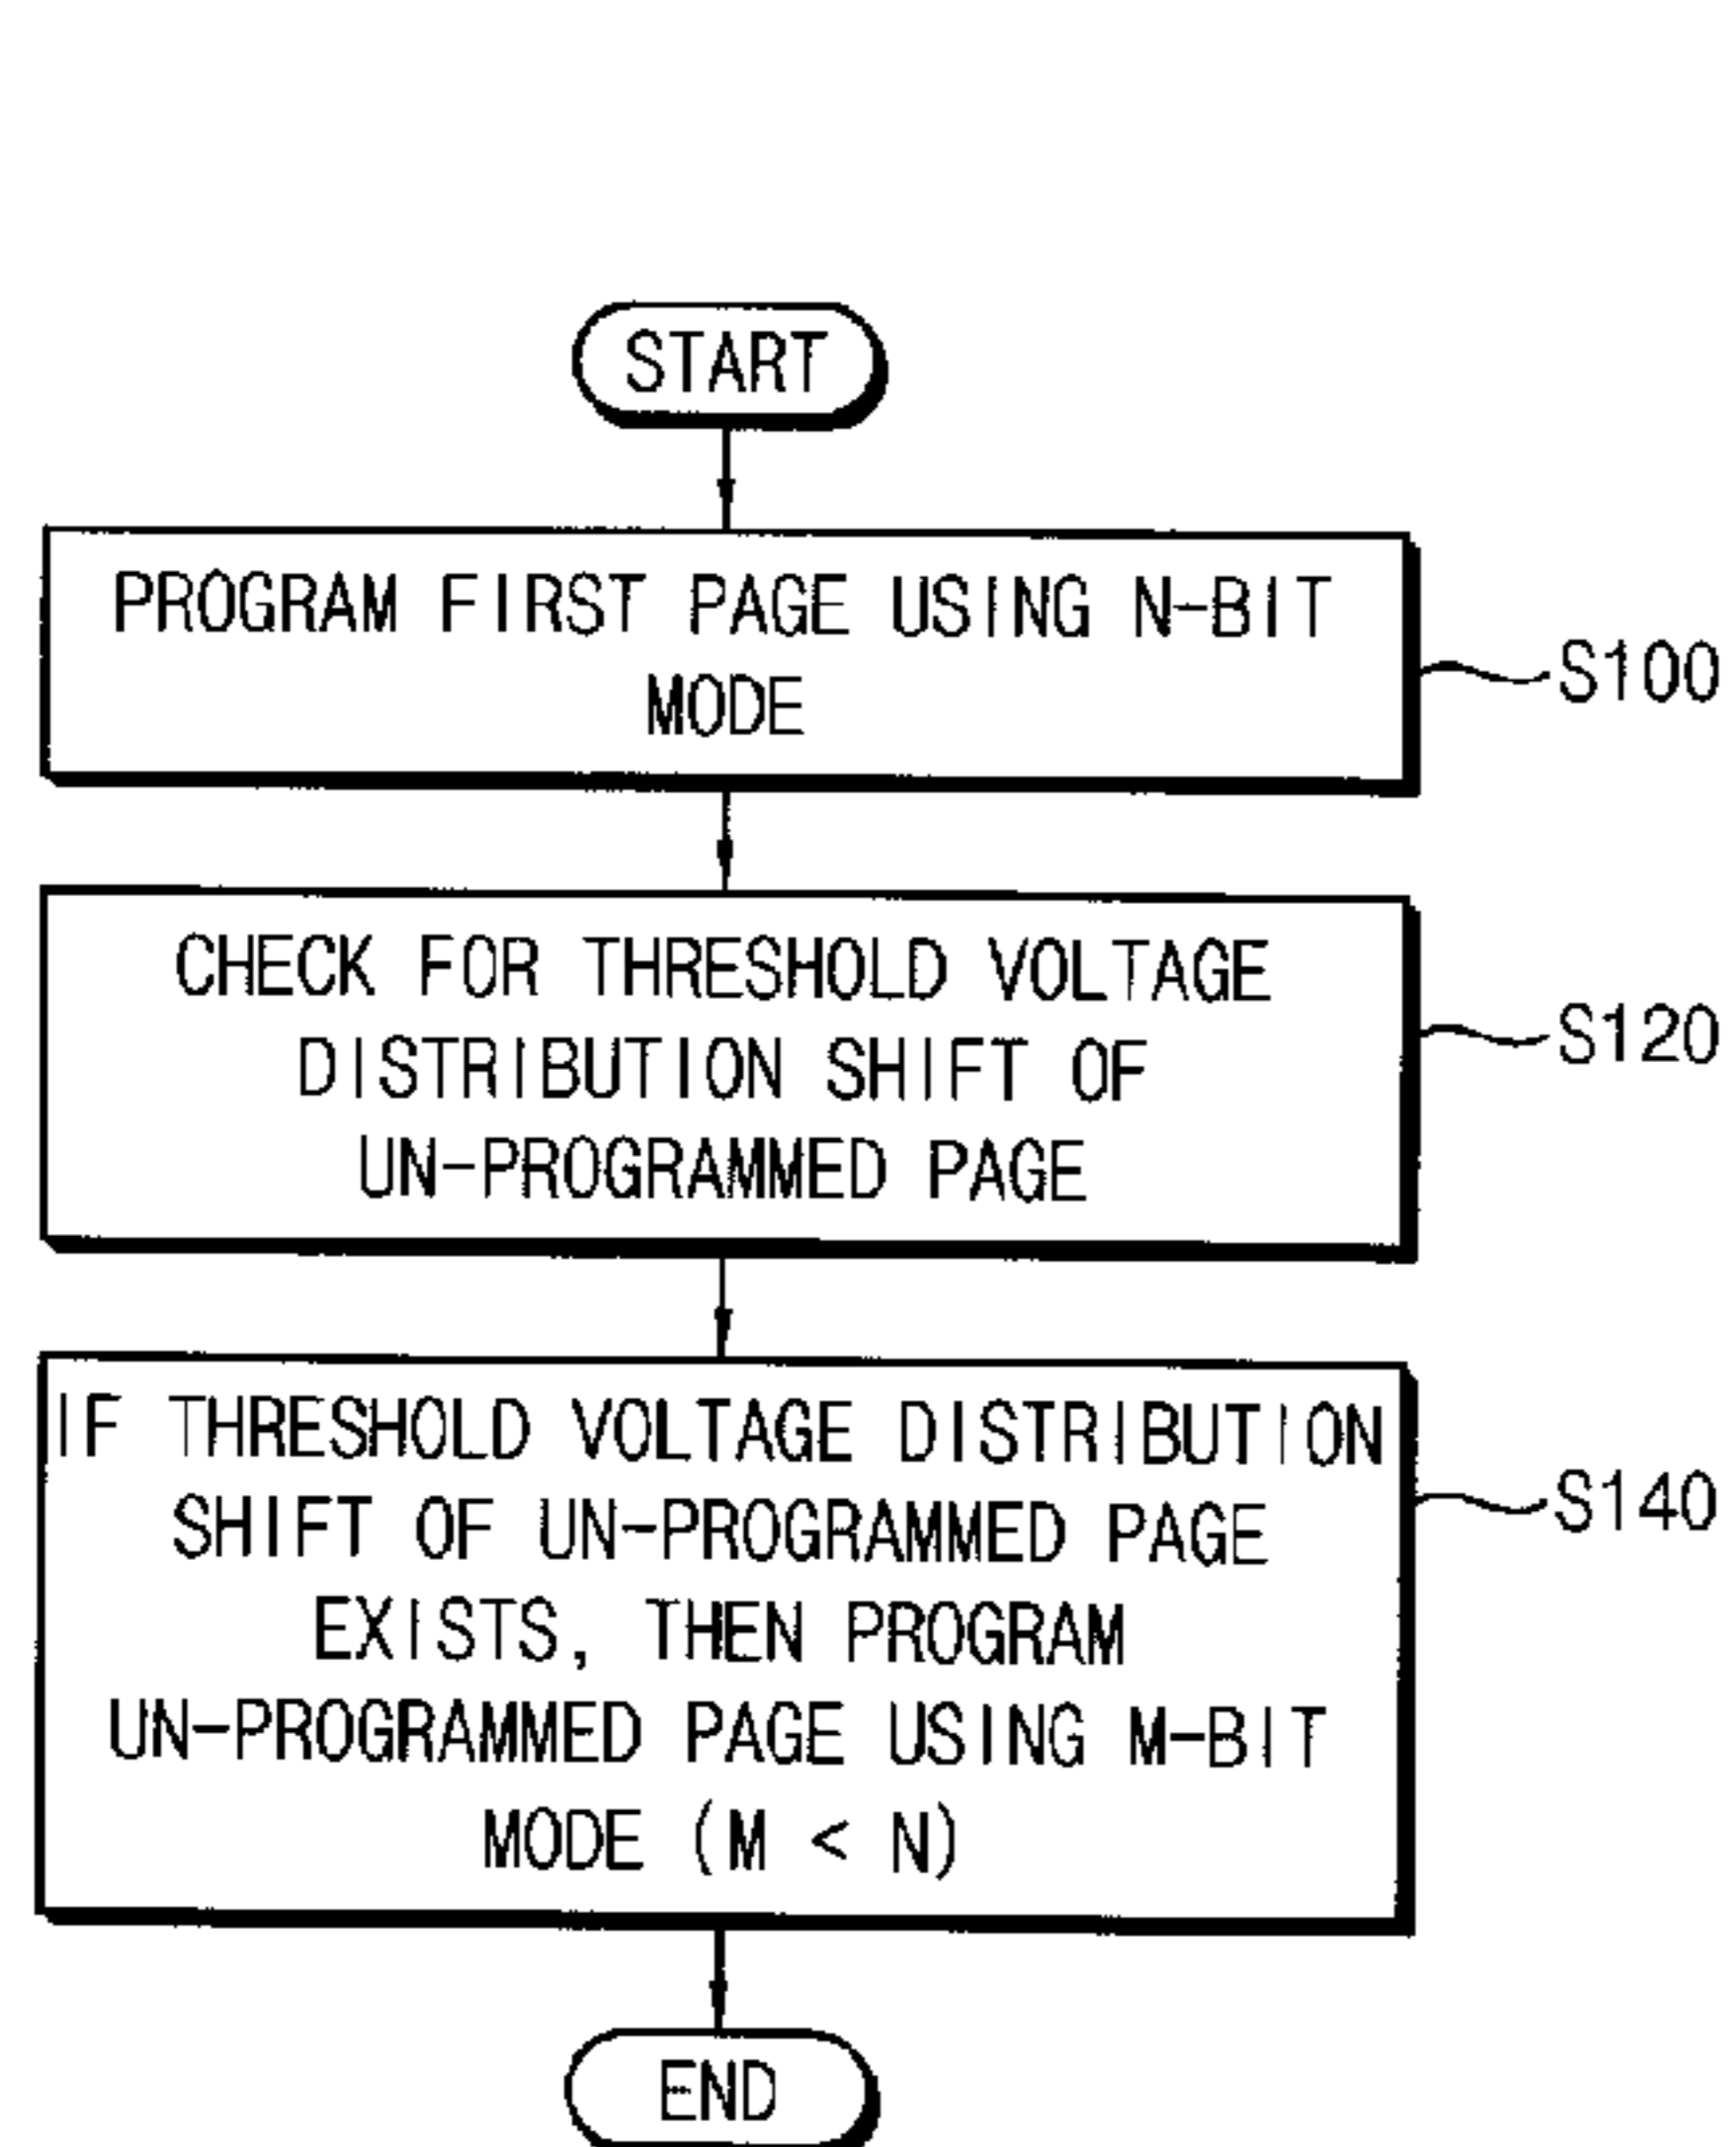 START
PROGRAM FIRST PAGE USING N-BIT
MODE
S100
CHECK FOR THRESHOLD VOLTAGE
DISTRIBUTION SHIFT OF
UN-PROGRAMMED PAGE
S120
IF THRESHOLD VOLTAGE DISTRIBUTION
SHIFT OF UN-PROGRAMMED PAGE
EXISTS, THEN PROGRAM
UN-PROGRAMMED PAGE USING M-BIT
MODE (M < N)
S140
END